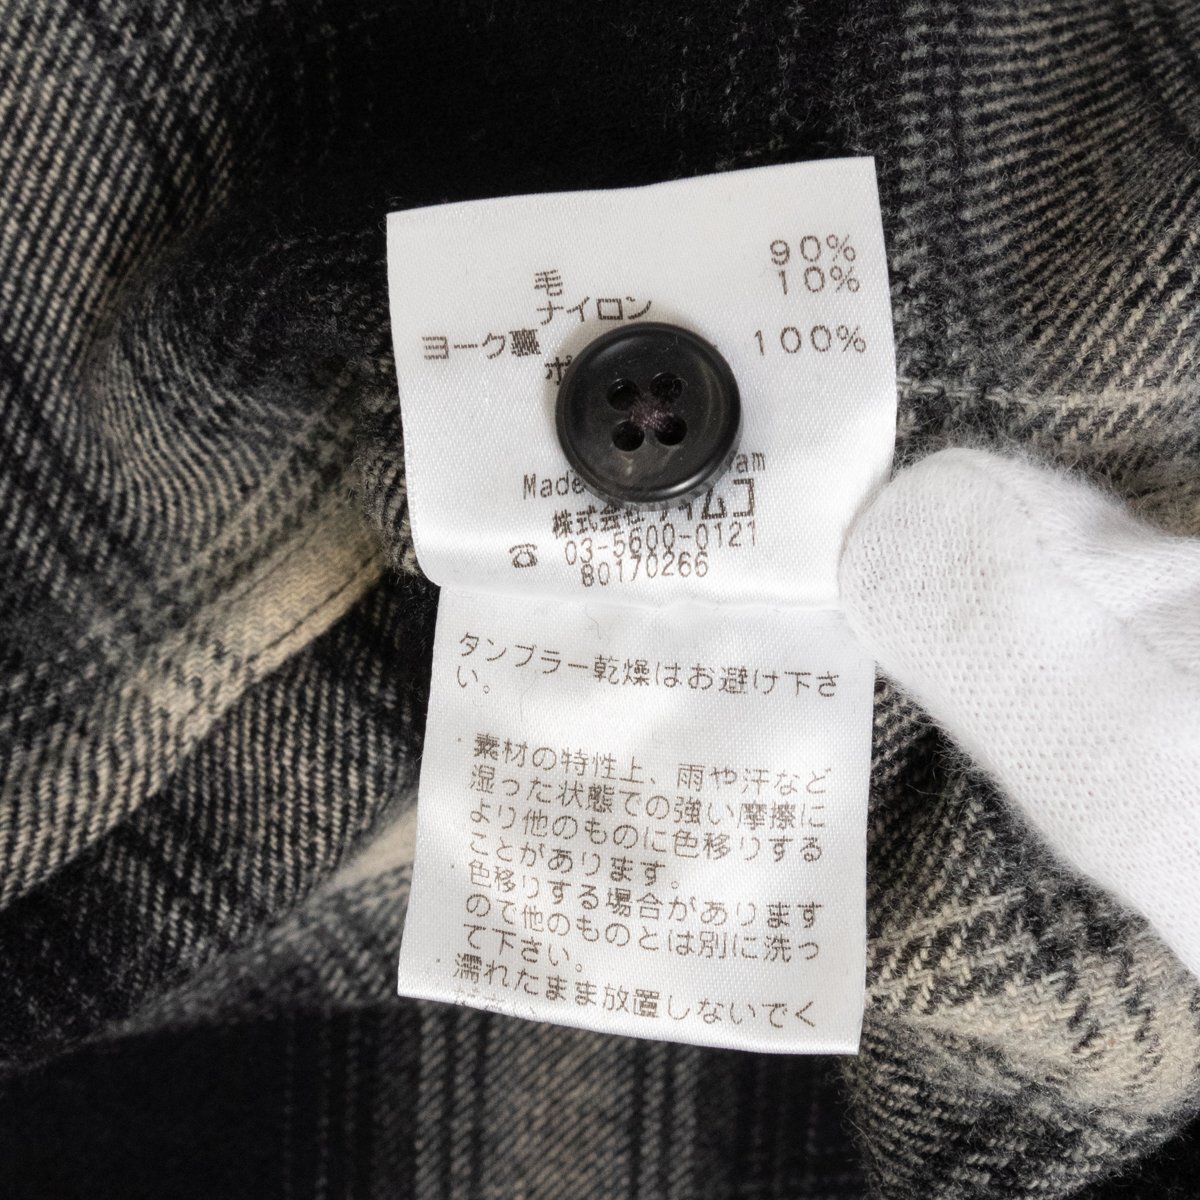 90%
毛 10%
ナイロン
ヨーク裏 100%
Made
株式会社ティムコ
☎ 03-5600-0121
80170266
タンブラー乾燥はお避け下さ
い。
・素材の特性上、雨や汗など
湿った状態での強い摩擦に
より他のものに色移りする
ことがあります。
・色移りする場合があります
ので他のものとは別に洗っ
て下さい。
・濡れたまま放置しないでく